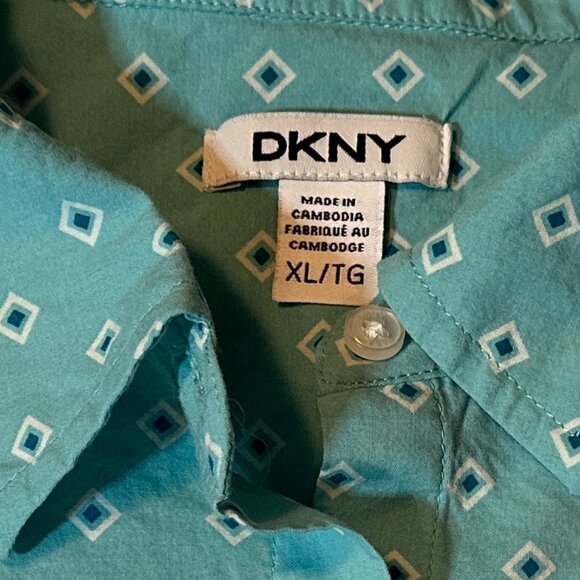 DKNY
MADE IN
CAMBODIA
FABRIQUÉ AU
CAMBODGE
XL/TG